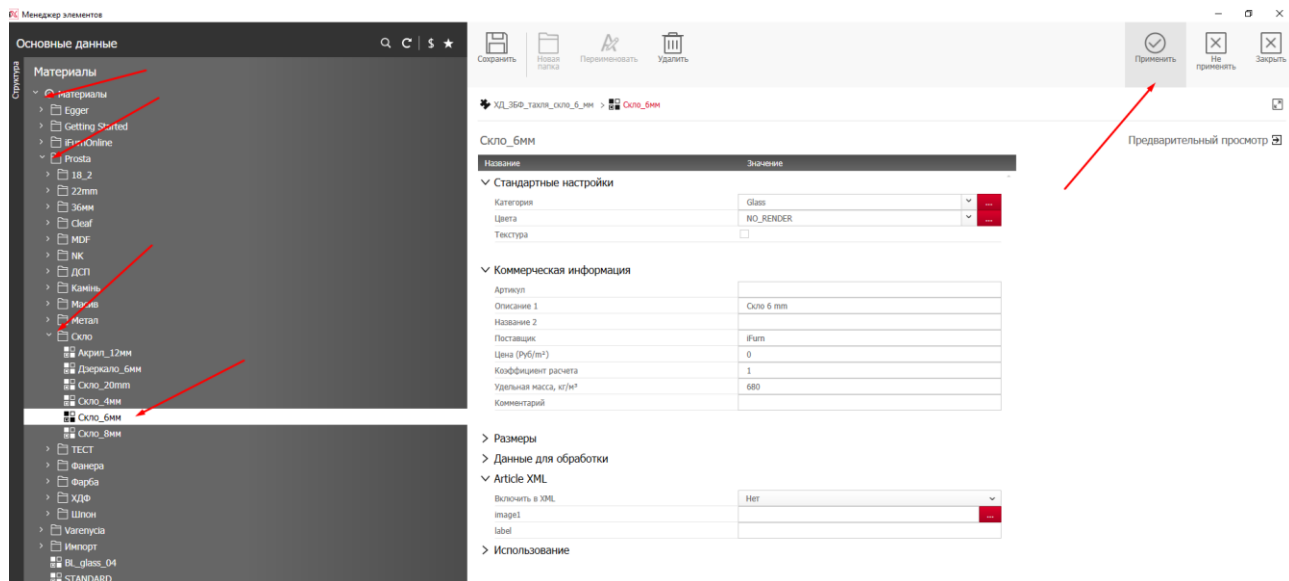 Менеджер элементов
Основные данные
$
Структура
Материалы
Материалы
Egger
Getting Started
iFurnOnline
Prosta
18_2
22mm
36мм
Cleaf
MDF
NK
ДСП
Камінь
Масив
Метал
Скло
Акрил_12мм
Дзеркало_6мм
Скло_20mm
Скло_4мм
Скло_6мм
Скло_8мм
ТЕСТ
Фанера
Фарба
ХДФ
Шпон
Varenycia
Импорт
BL_glass_04
STANDARD
Сохранить
Новая папка
Переименовать
Удалить
Применить
Не применять
Закрыть
ХД_ЗБФ_тахля_скло_6_мм > Скло_6мм
Скло_6мм
Предварительный просмотр
Название Значение
Стандартные настройки
Категория Glass ...
Цвета NO_RENDER ...
Текстура
Коммерческая информация
Артикул
Описание 1 Скло 6 mm
Название 2
Поставщик iFurn
Цена (Руб/m²) 0
Коэффициент расчета 1
Удельная масса, кг/м³ 680
Комментарий
Размеры
Данные для обработки
Article XML
Включить в XML Нет
image1 ...
label
Использование